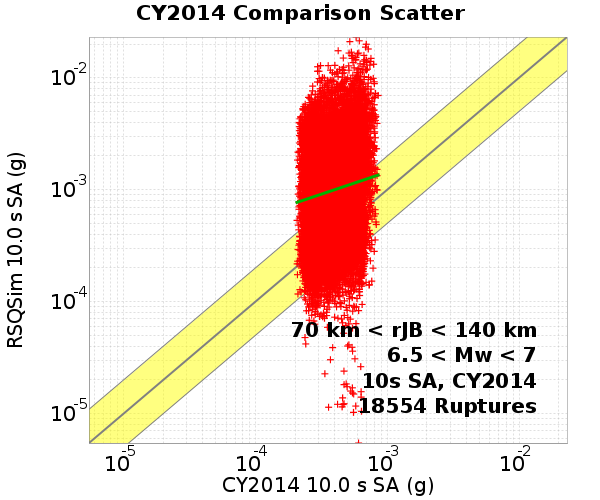 CY2014 Comparison Scatter
RSQSim 10.0 s SA (g)
10-2
10-3
10-4
10-5
70 km < rJB < 140 km
6.5 < Mw < 7
10s SA, CY2014
18554 Ruptures
10-5 10-4 10-3 10-2
CY2014 10.0 s SA (g)